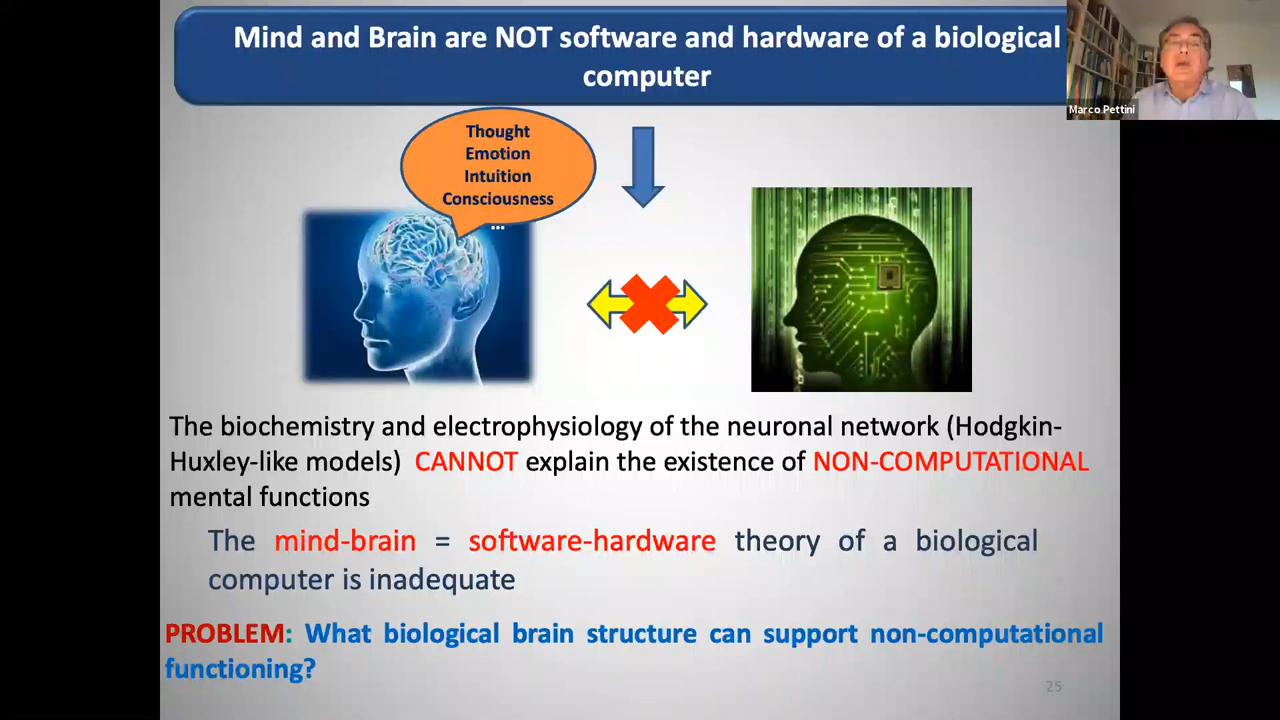 Mind and Brain are NOT software and hardware of a biological
computer
Marco Pettini
Thought
Emotion
Intuition
Consciousness
...
The biochemistry and electrophysiology of the neuronal network (Hodgkin-
Huxley-like models) CANNOT explain the existence of NON-COMPUTATIONAL
mental functions
The mind-brain = software-hardware theory of a biological
computer is inadequate
PROBLEM: What biological brain structure can support non-computational
functioning?
25